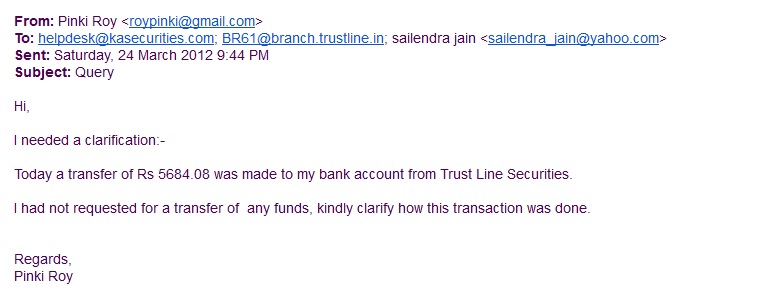 From: Pinki Roy <roypinki@gmail.com>
To: helpdesk@kasecurities.com; BR61@branch.trustline.in; sailendra jain <sailendra_jain@yahoo.com>
Sent: Saturday, 24 March 2012 9:44 PM
Subject: Query
Hi,
I needed a clarification:-
Today a transfer of Rs 5684.08 was made to my bank account from Trust Line Securities.
I had not requested for a transfer of  any funds, kindly clarify how this transaction was done.
Regards,
Pinki Roy